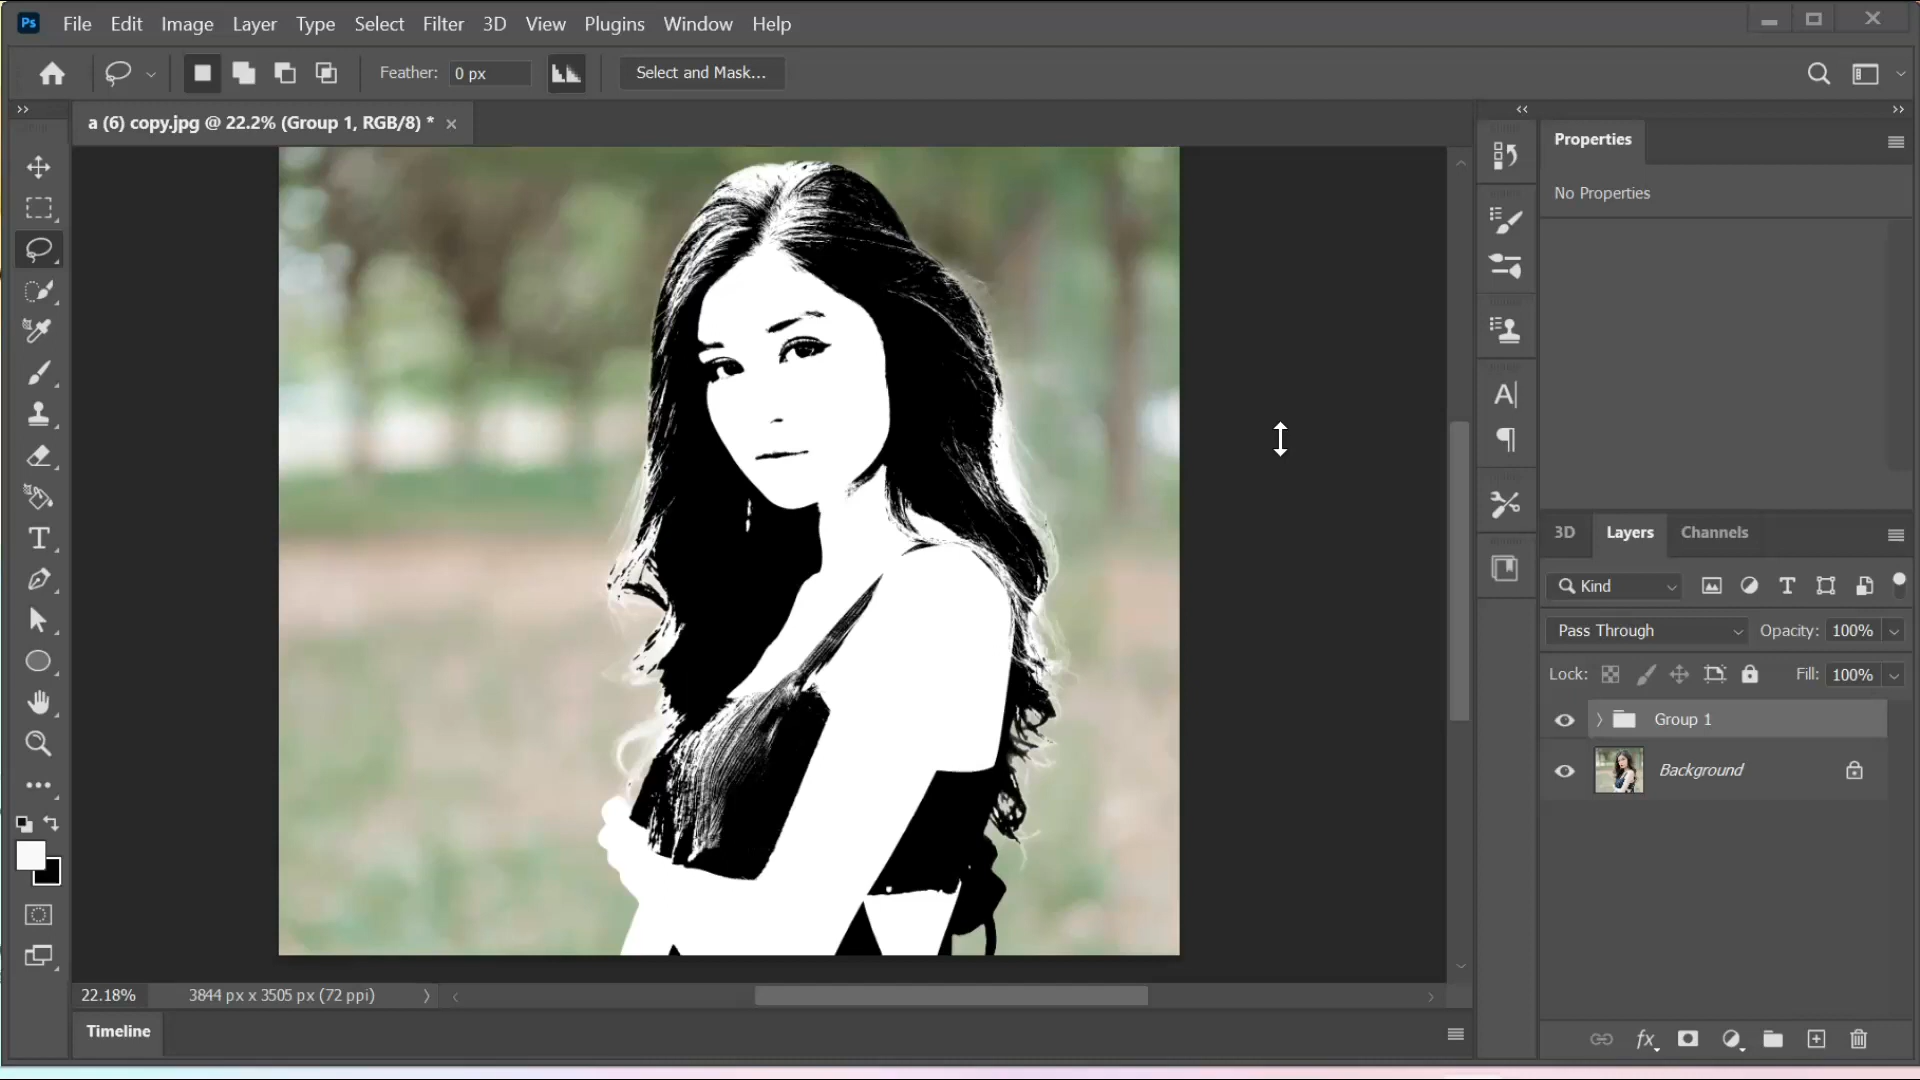 Ps File Edit Image Layer Type Select Filter 3D View Plugins Window Help
Feather: 0 px Select and Mask...
a (6) copy.jpg @ 22.2% (Group 1, RGB/8) *
Properties
No Properties
3D Layers Channels
Kind
Pass Through Opacity: 100%
Lock: Fill: 100%
Group 1
Background
22.18% 3844 px x 3505 px (72 ppi)
Timeline